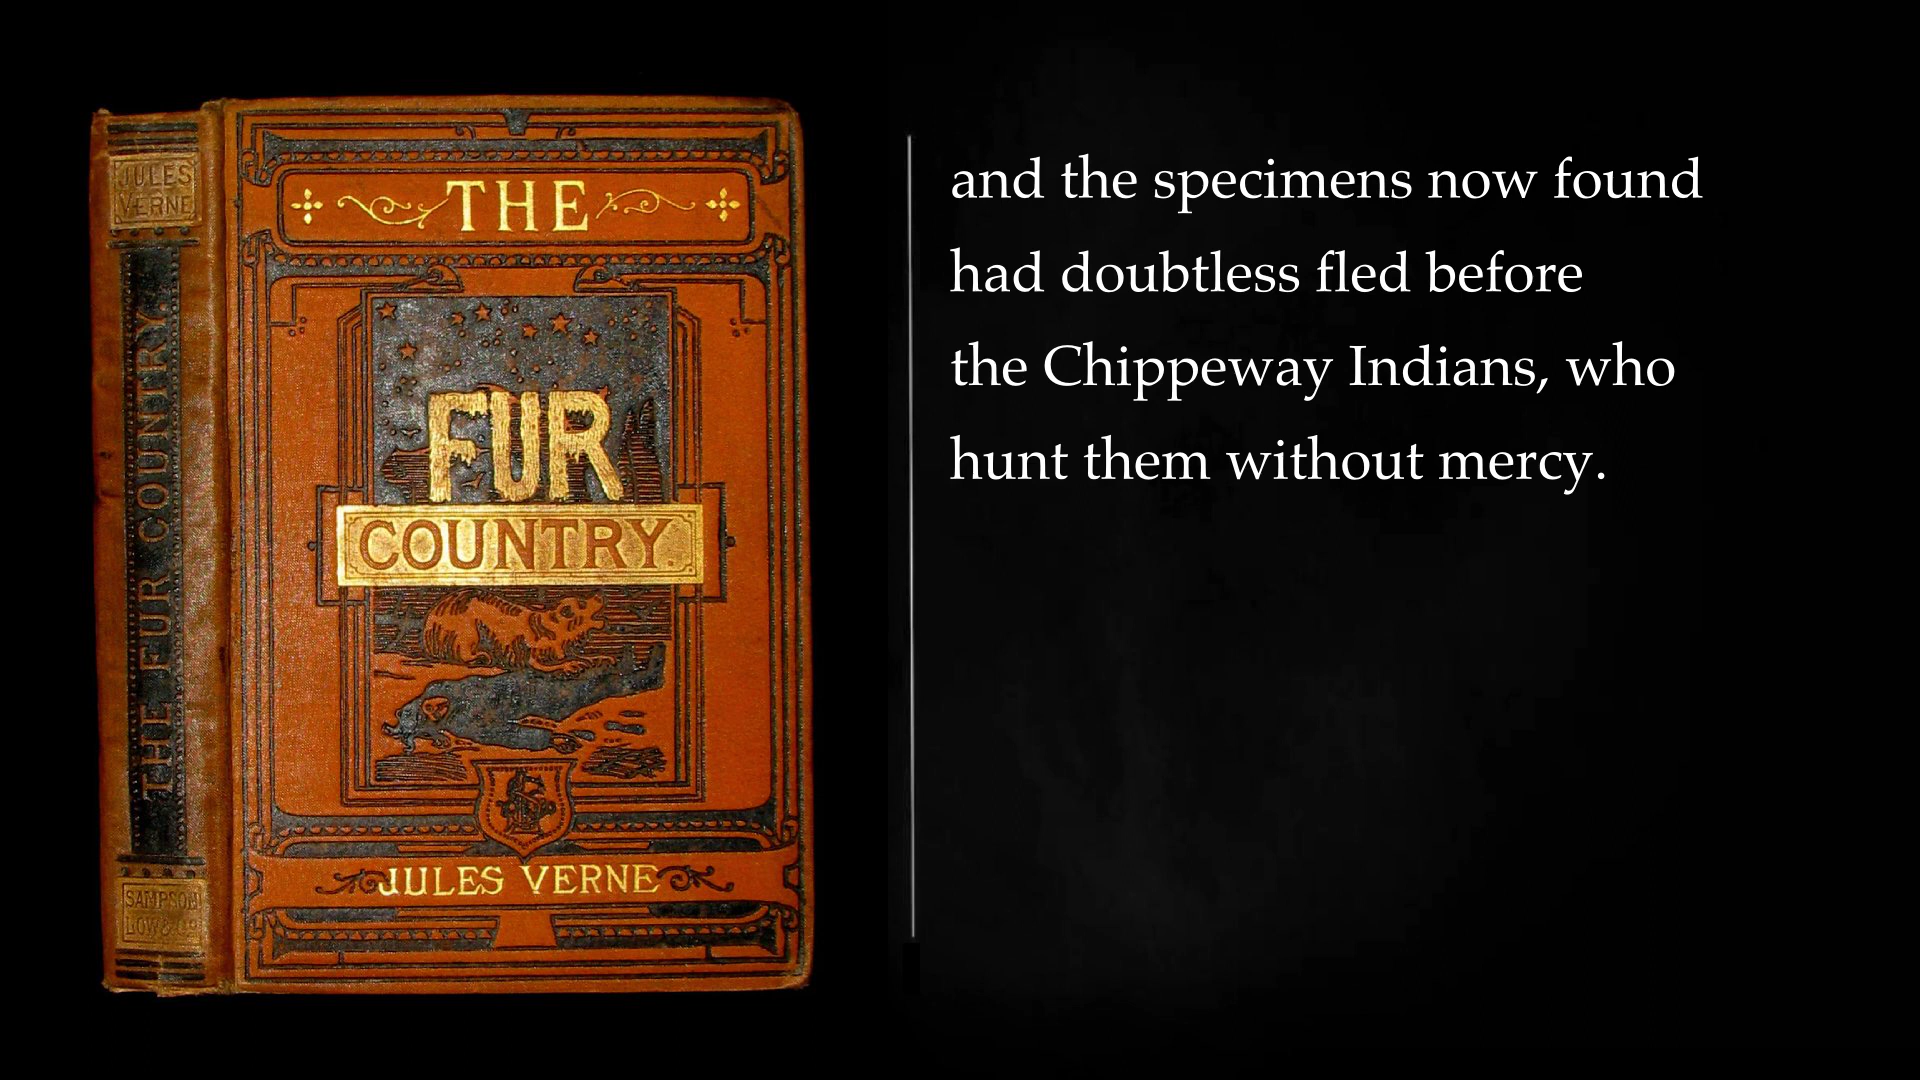 JULES
VERNE
THE FUR COUNTRY.
SAMPSON
LOW & Co
THE
FUR
COUNTRY.
JULES VERNE
and the specimens now found
had doubtless fled before
the Chippeway Indians, who
hunt them without mercy.